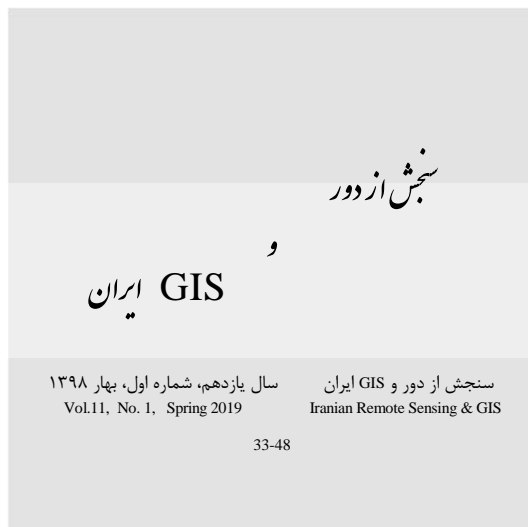 سنجش از دور
و
GIS ایران
سنجش از دور و GIS ایران
سال یازدهم، شماره اول، بهار ۱۳۹۸
Iranian Remote Sensing & GIS
Vol.11, No. 1, Spring 2019
33-48